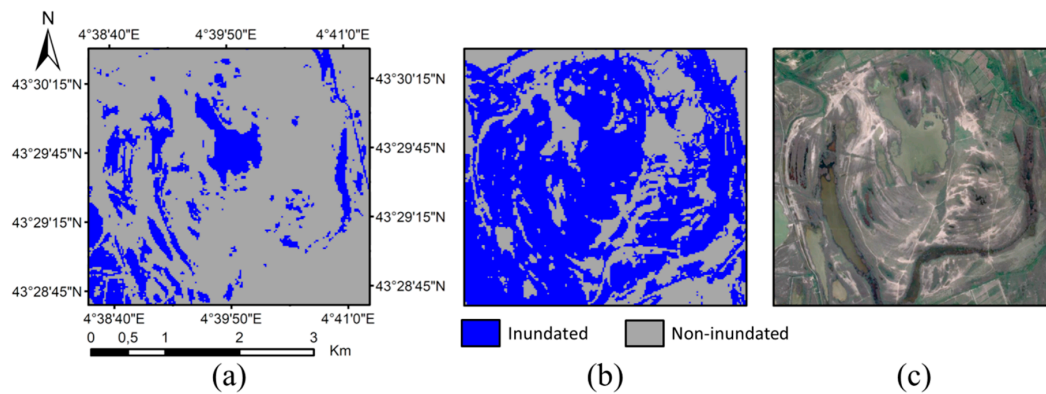 N
4°38'40"E 4°39'50"E 4°41'0"E
43°30'15"N 43°30'15"N
43°29'45"N 43°29'45"N
43°29'15"N 43°29'15"N
43°28'45"N 43°28'45"N
4°38'40"E 4°39'50"E 4°41'0"E
0 0,5 1 2 3
Km
Inundated Non-inundated
(a) (b) (c)